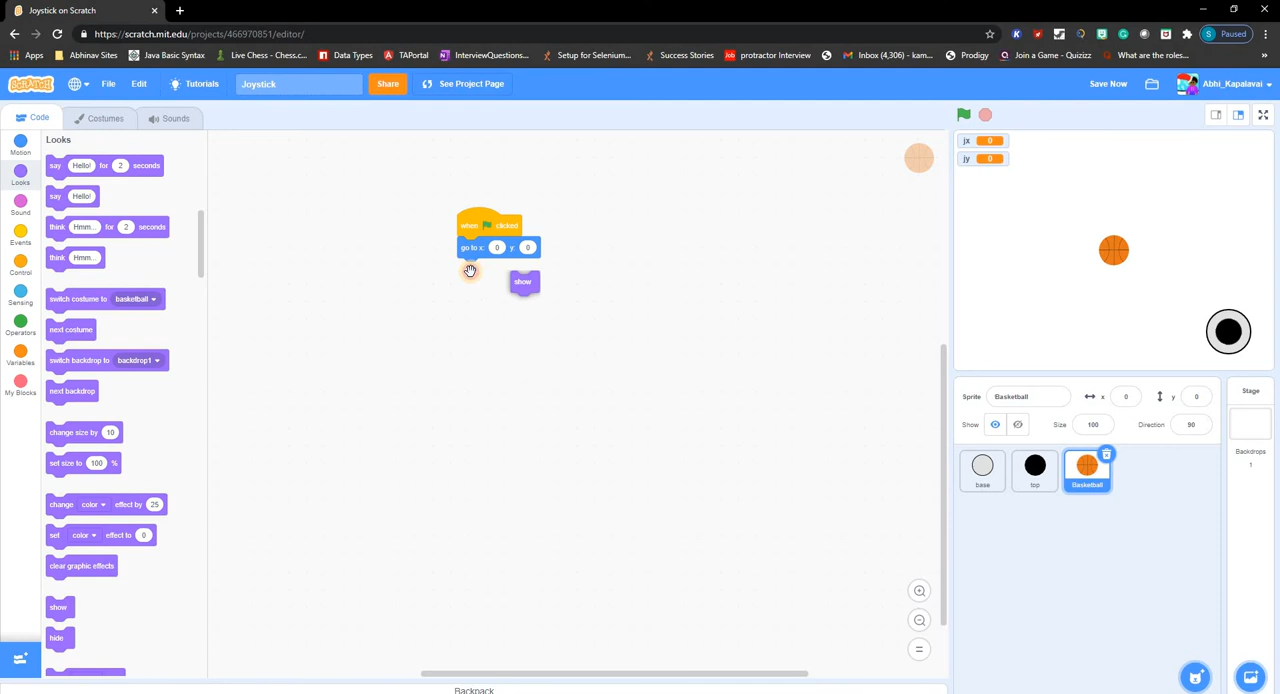 Joystick on Scratch
https://scratch.mit.edu/projects/466970851/editor/
Paused
Apps
Abhinav Sites
Java Basic Syntax
Live Chess - Chess.c...
Data Types
TAPortal
InterviewQuestions...
Setup for Selenium...
Success Stories
protractor Interview
Inbox (4,306) - kam...
Prodigy
Join a Game - Quizizz
What are the roles...
SCRATCH
File
Edit
Tutorials
Joystick
Share
See Project Page
Save Now
Abhi_Kapalavai
Code
Costumes
Sounds
Motion
Looks
Sound
Events
Control
Sensing
Operators
Variables
My Blocks
Looks
say Hello! for 2 seconds
say Hello!
think Hmm... for 2 seconds
think Hmm...
switch costume to basketball
next costume
switch backdrop to backdrop1
next backdrop
change size by 10
set size to 100 %
change color effect by 25
set color effect to 0
clear graphic effects
show
hide
when clicked
go to x: 0 y: 0
show
jx 0
jy 0
Sprite Basketball x 0 y 0
Show Size 100 Direction 90
base
top
Basketball
Stage
Backdrops
1
Backpack